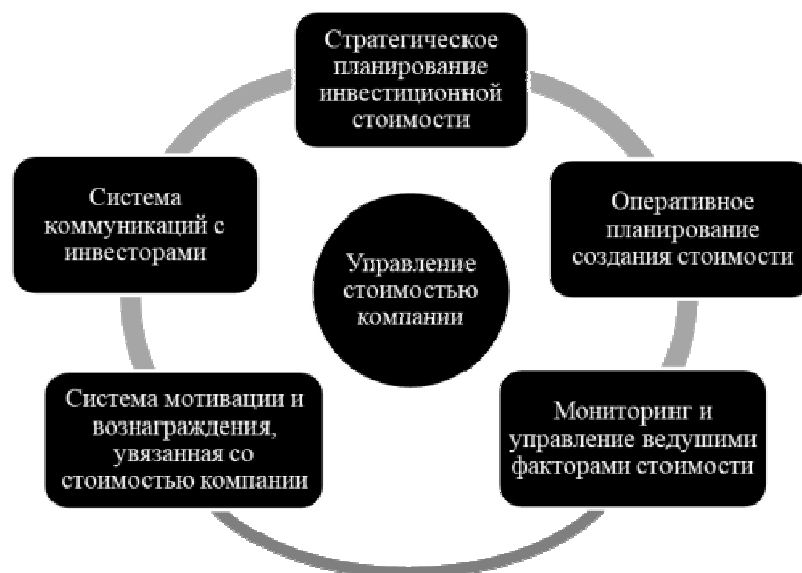 Стратегическое
планирование
инвестиционной
стоимости
Система
коммуникаций с
инвесторами
Оперативное
планирование
создания стоимости
Управление
стоимостью
компании
Система мотивации и
вознаграждения,
увязанная со
стоимостью компании
Мониторинг и
управление ведушими
факторами стоимости